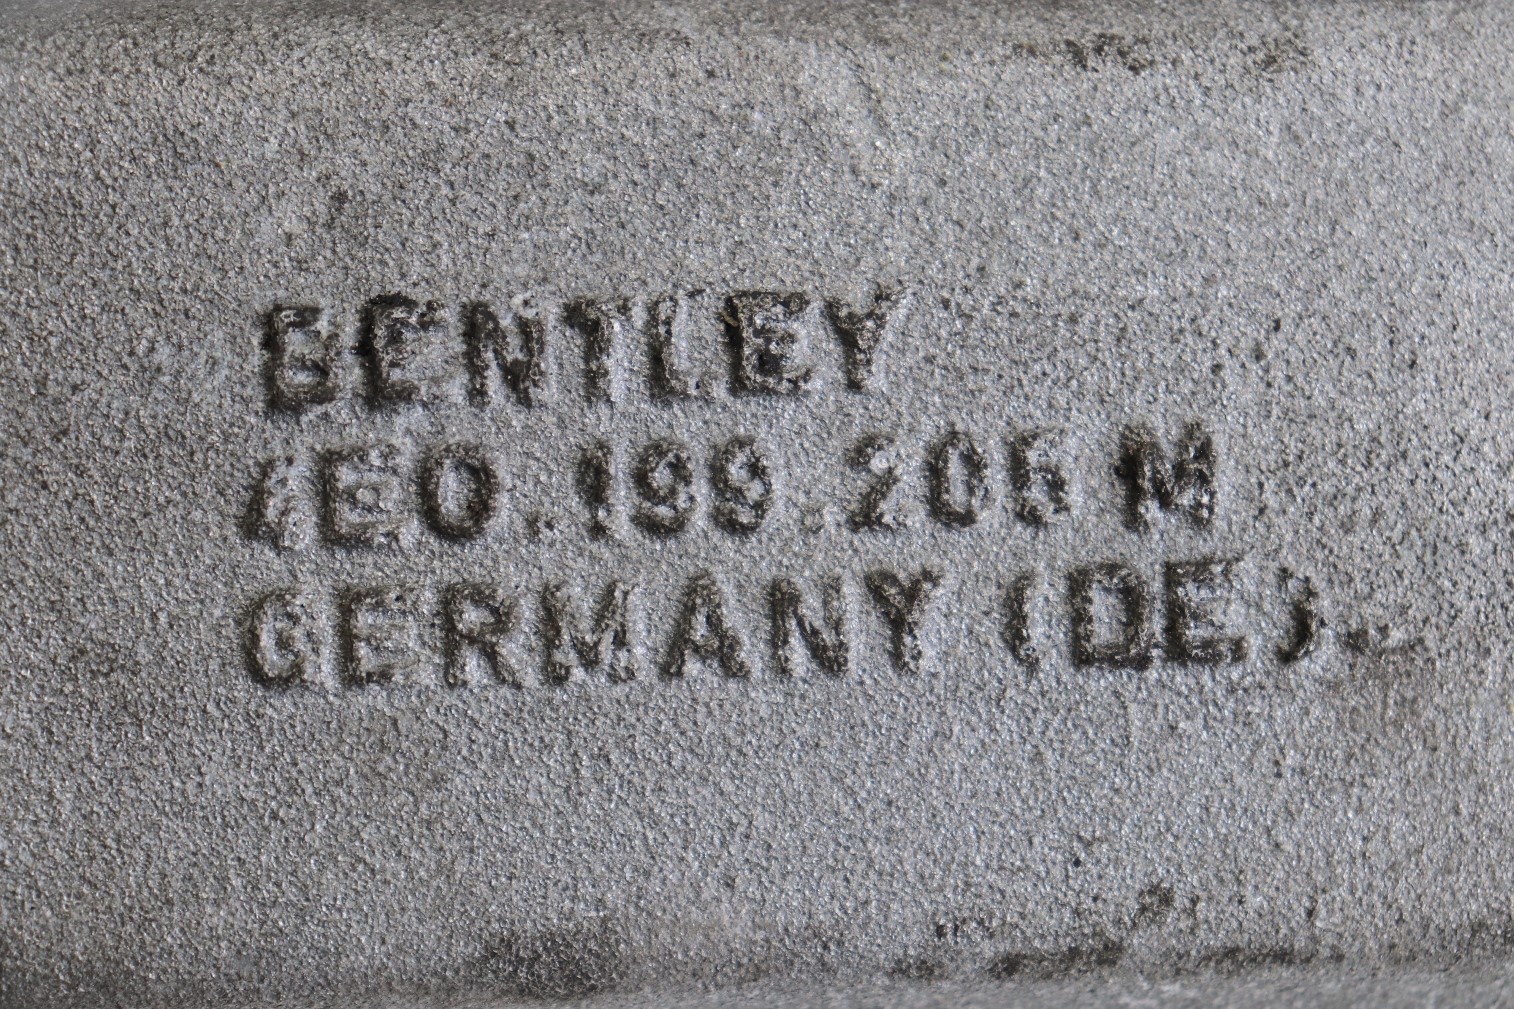 BENTLEY
4E0.199.205 M
GERMANY (DE)